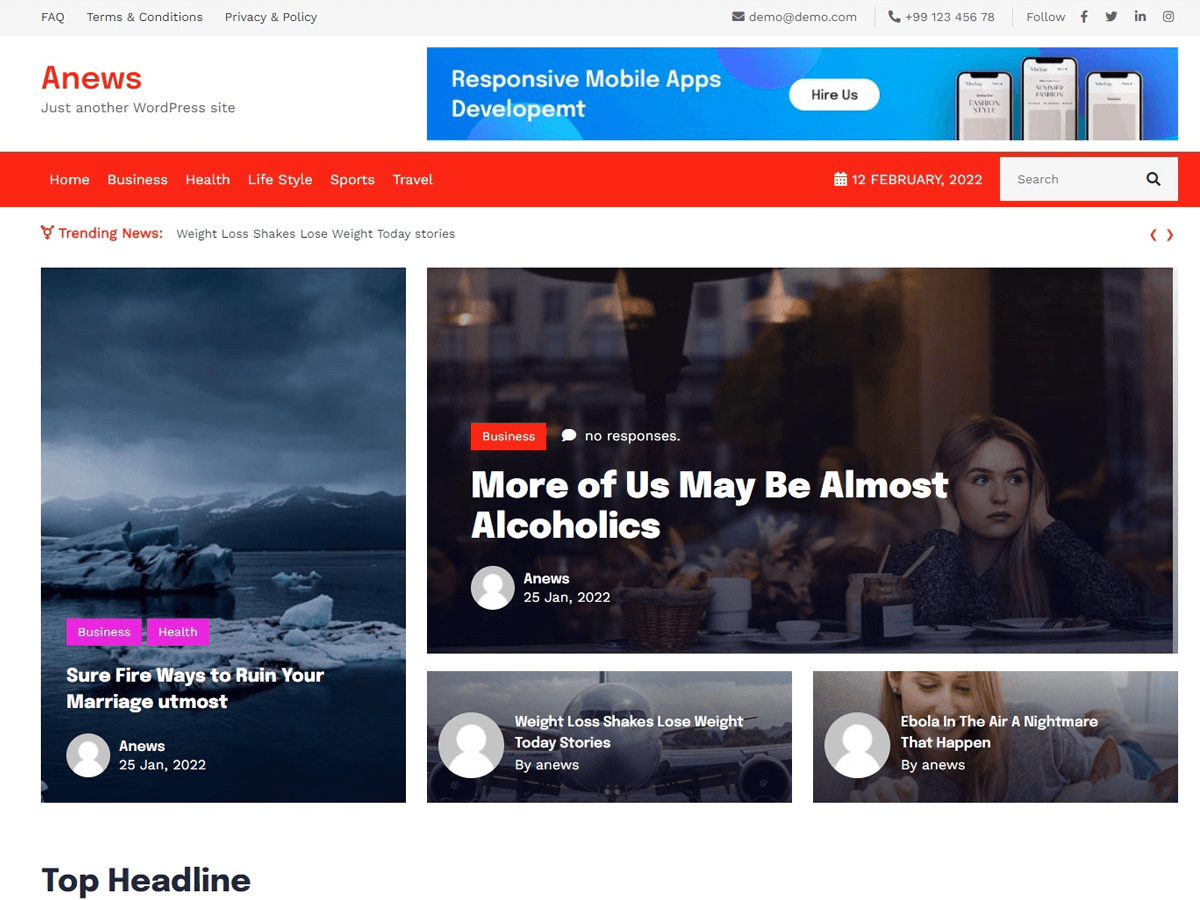 FAQ Terms & Conditions Privacy & Policy demo@demo.com +99 123 456 78 Follow
Anews
Just another WordPress site
Responsive Mobile Apps
Developemt
Hire Us
FASHION
STYLE
SUMMER
FASHION
Home Business Health Life Style Sports Travel 12 FEBRUARY, 2022 Search
Trending News: Weight Loss Shakes Lose Weight Today stories
Business Health
Sure Fire Ways to Ruin Your
Marriage utmost
Anews
25 Jan, 2022
Business no responses.
More of Us May Be Almost
Alcoholics
Anews
25 Jan, 2022
Weight Loss Shakes Lose Weight
Today Stories
By anews
Ebola In The Air A Nightmare
That Happen
By anews
Top Headline